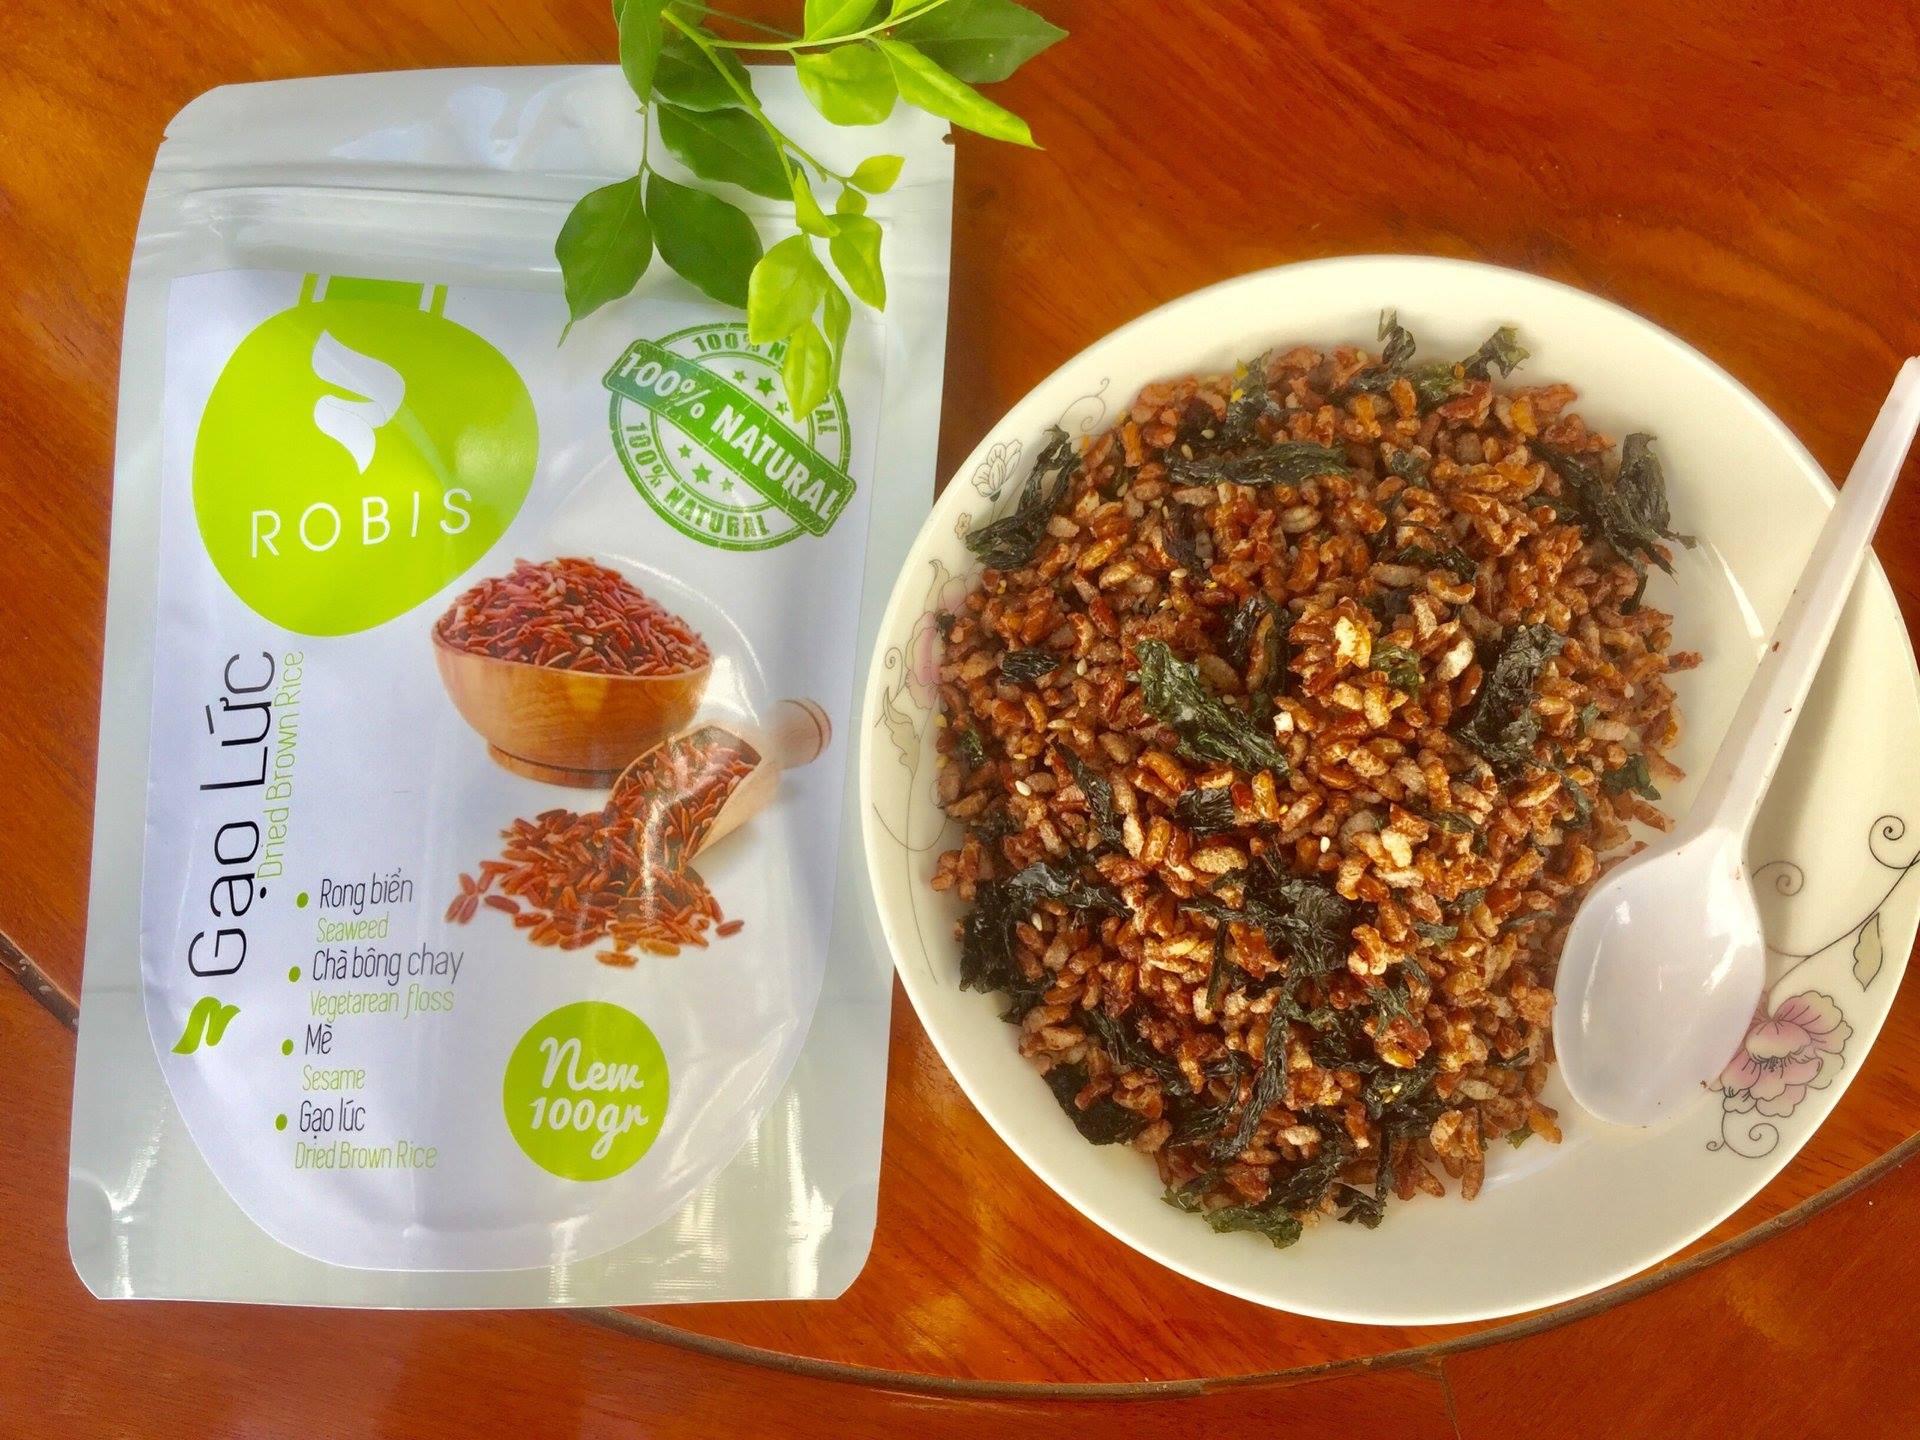 ROBIS
100% NATURAL
100% NATURAL
100% NATURAL
Gạo Lức
Dried Brown Rice
Rong biển
Seaweed
Chà bông chay
Vegetarean floss
Mè
Sesame
Gạo lúc
Dried Brown Rice
New
100gr